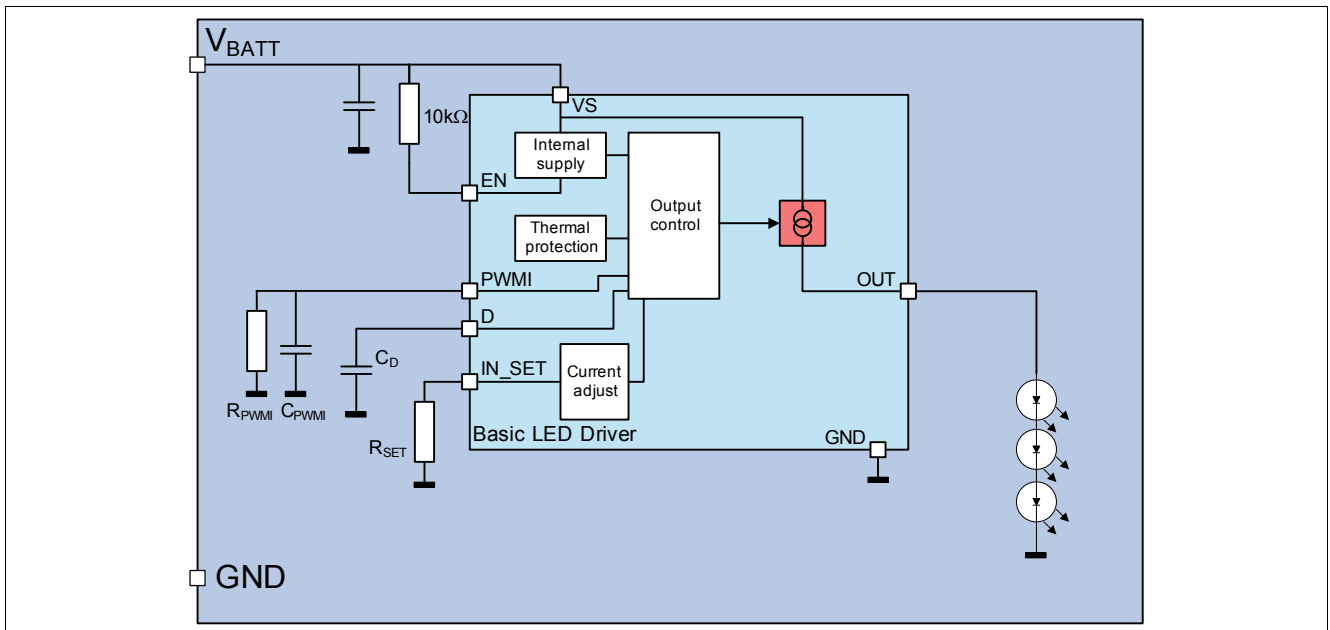 VBATT
10kΩ
VS
Internal
supply
EN
Output
control
Thermal
protection
PWMI
OUT
D
CD
IN_SET
Current
adjust
RPWMI
CPWMI
RSET
Basic LED Driver
GND
GND